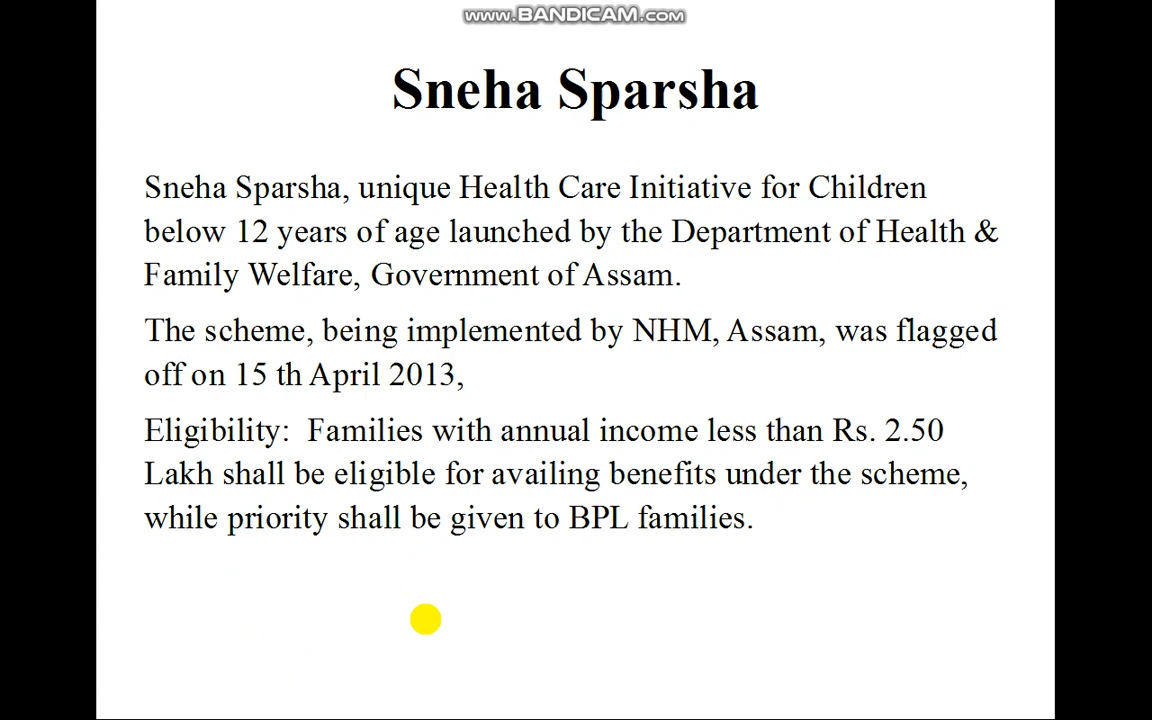 www.BANDICAM.com
Sneha Sparsha
Sneha Sparsha, unique Health Care Initiative for Children
below 12 years of age launched by the Department of Health &
Family Welfare, Government of Assam.
The scheme, being implemented by NHM, Assam, was flagged
off on 15 th April 2013,
Eligibility:  Families with annual income less than Rs. 2.50
Lakh shall be eligible for availing benefits under the scheme,
while priority shall be given to BPL families.